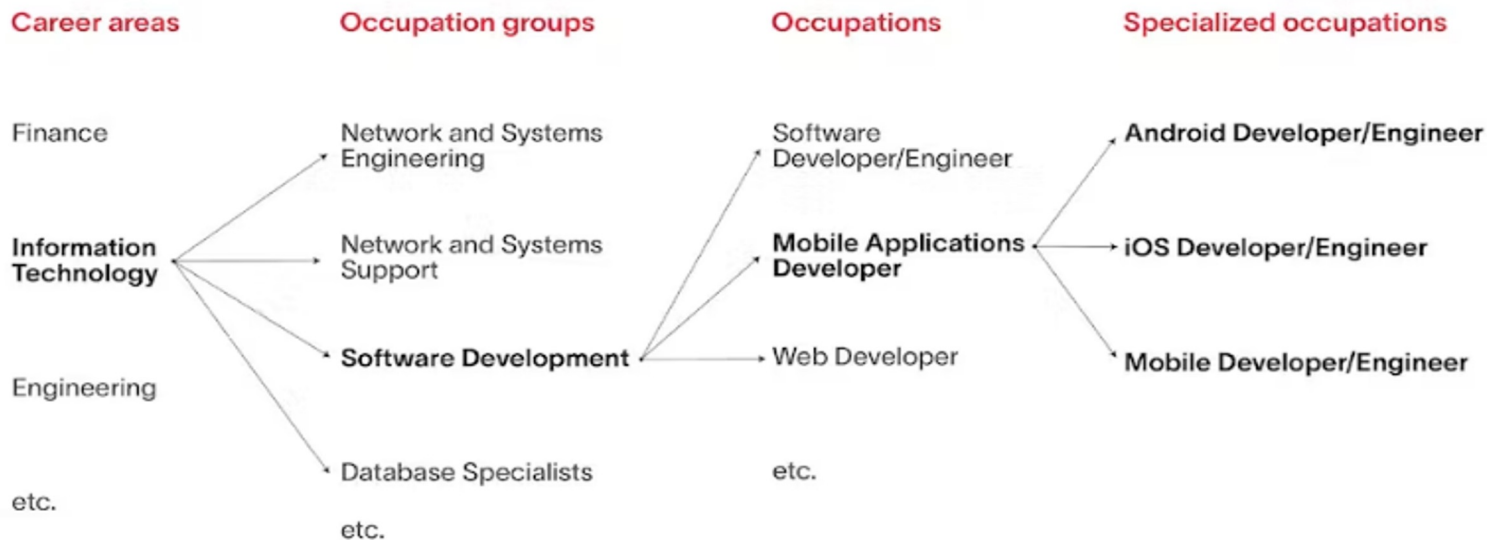 Career areas
Occupation groups
Occupations
Specialized occupations
Finance
Information
Technology
Engineering
etc.
Network and Systems
Engineering
Network and Systems
Support
Software Development
Database Specialists
etc.
Software
Developer/Engineer
Mobile Applications
Developer
Web Developer
etc.
Android Developer/Engineer
iOS Developer/Engineer
Mobile Developer/Engineer